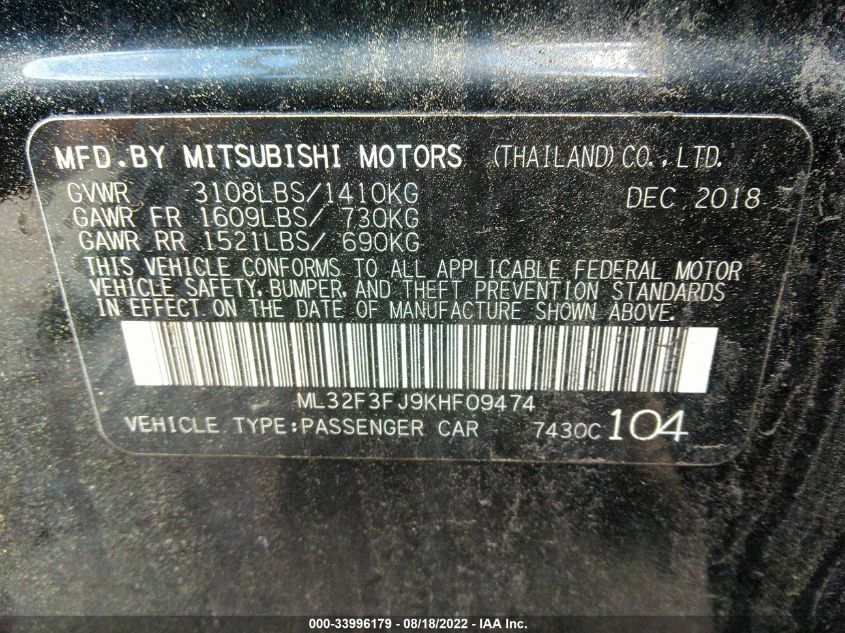 MFD.BY MITSUBISHI MOTORS (THAILAND)CO.,LTD.
GVWR 3108LBS/1410KG DEC 2018
GAWR FR 1609LBS/ 730KG
GAWR RR 1521LBS/ 690KG
THIS VEHICLE CONFORMS TO ALL APPLICABLE FEDERAL MOTOR
VEHICLE SAFETY,BUMPER,AND THEFT PREVENTION STANDARDS
IN EFFECT ON THE DATE OF MANUFACTURE SHOWN ABOVE.
ML32F3FJ9KHF09474
VEHICLE TYPE:PASSENGER CAR 7430C 104
000-33996179 - 08/18/2022 - IAA Inc.